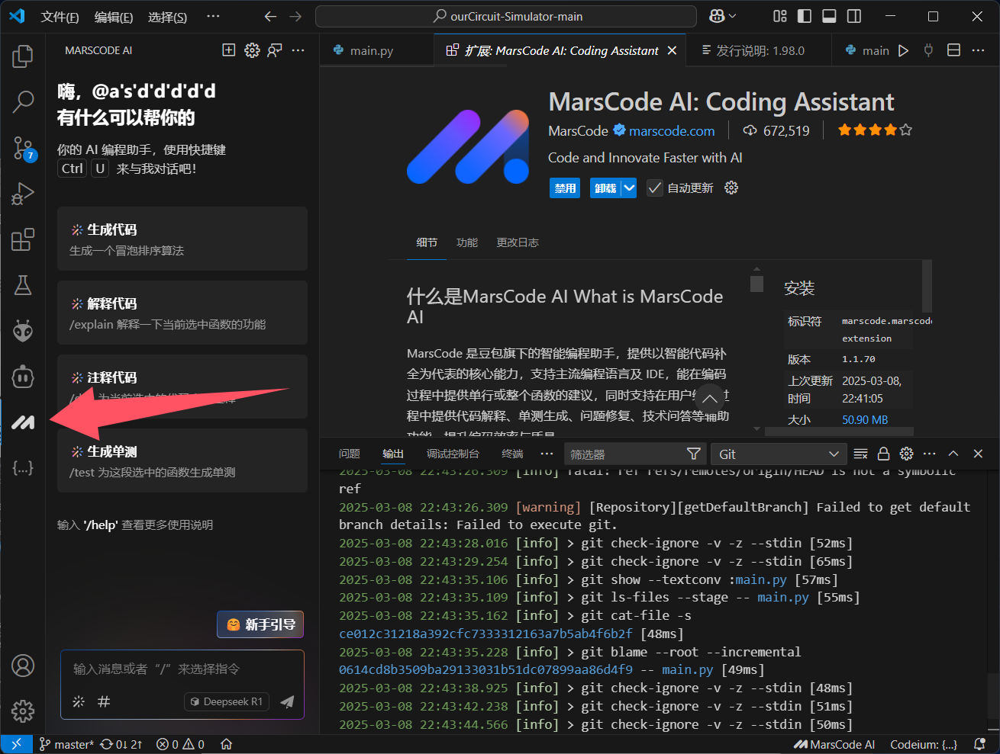 文件(F) 编辑(E) 选择(S) ··· ourCircuit-Simulator-main
MARSCODE AI
嗨，@a's'd'd'd'd'd
有什么可以帮你的
你的 AI 编程助手，使用快捷键
Ctrl U 来与我对话吧！
生成代码
生成一个冒泡排序算法
解释代码
/explain 解释一下当前选中函数的功能
注释代码
生成单测
/test 为这段选中的函数生成单测
输入 '/help' 查看更多使用说明
新手引导
输入消息或者 “/” 来选择指令
# Deepseek R1
main.py 扩展: MarsCode AI: Coding Assistant 发行说明: 1.98.0 main
MarsCode AI: Coding Assistant
MarsCode marscode.com 672,519
Code and Innovate Faster with AI
禁用 卸载 自动更新
细节 功能 更改日志
什么是MarsCode AI What is MarsCode
AI
MarsCode 是豆包旗下的智能编程助手，提供以智能代码补
全为代表的核心能力，支持主流编程语言及 IDE，能在编码
过程中提供单行或整个函数的建议，同时支持在用户编 过
程中提供代码解释、单测生成、问题修复、技术问答等辅助
功能，提升编码效率与质量
安装
标识符 marscode.marscode
extension
版本 1.1.70
上次更新 2025-03-08,
时间 22:41:05
大小 50.90 MB
问题 输出 调试控制台 终端 ··· 筛选器 Git
2025-03-08 22:43:26.309 [info] fatal: ref refs/remotes/origin/HEAD is not a symbolic
ref
2025-03-08 22:43:26.309 [warning] [Repository][getDefaultBranch] Failed to get default
branch details: Failed to execute git.
2025-03-08 22:43:28.016 [info] > git check-ignore -v -z --stdin [52ms]
2025-03-08 22:43:29.254 [info] > git check-ignore -v -z --stdin [65ms]
2025-03-08 22:43:35.106 [info] > git show --textconv :main.py [57ms]
2025-03-08 22:43:35.109 [info] > git ls-files --stage -- main.py [55ms]
2025-03-08 22:43:35.162 [info] > git cat-file -s
ce012c31218a392cfc7333312163a7b5ab4f6b2f [48ms]
2025-03-08 22:43:35.228 [info] > git blame --root --incremental
0614cd8b3509ba29133031b51dc07899aa86d4f9 -- main.py [49ms]
2025-03-08 22:43:38.925 [info] > git check-ignore -v -z --stdin [48ms]
2025-03-08 22:43:42.238 [info] > git check-ignore -v -z --stdin [51ms]
2025-03-08 22:43:44.566 [info] > git check-ignore -v -z --stdin [50ms]
7
{...}
master* 0↓ 2↑ 0 0 MarsCode AI Codeium: {...}